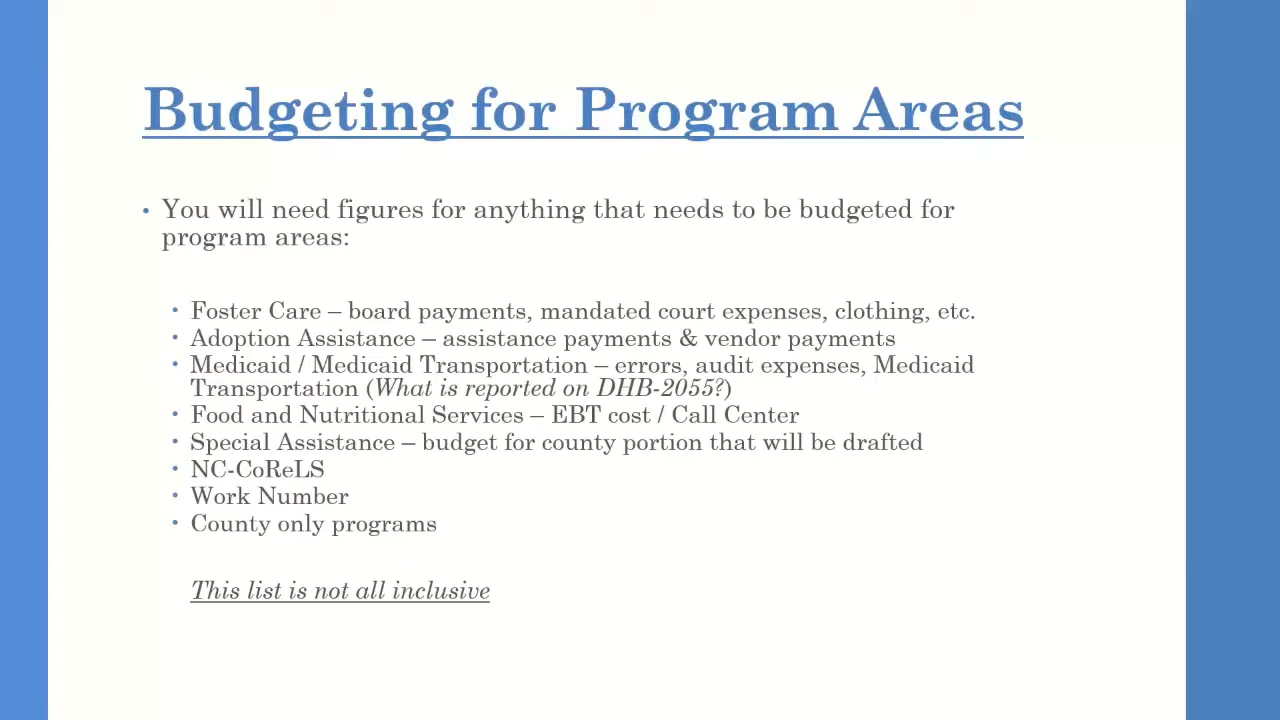 Budgeting for Program Areas
• You will need figures for anything that needs to be budgeted for
program areas:
• Foster Care – board payments, mandated court expenses, clothing, etc.
• Adoption Assistance – assistance payments & vendor payments
• Medicaid / Medicaid Transportation – errors, audit expenses, Medicaid
Transportation (What is reported on DHB-2055?)
• Food and Nutritional Services – EBT cost / Call Center
• Special Assistance – budget for county portion that will be drafted
• NC-CoReLS
• Work Number
• County only programs
This list is not all inclusive